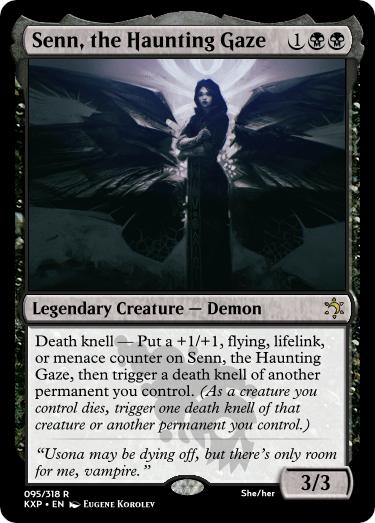 Senn, the Haunting Gaze 1
Legendary Creature — Demon
Death knell — Put a +1/+1, flying, lifelink,
or menace counter on Senn, the Haunting
Gaze, then trigger a death knell of another
permanent you control. (As a creature you
control dies, trigger one death knell of that
creature or another permanent you control.)
“Usona may be dying off, but there’s only room
for me, vampire.”
3/3
095/318 R
KXP • EN Eugene Korolev
She/her